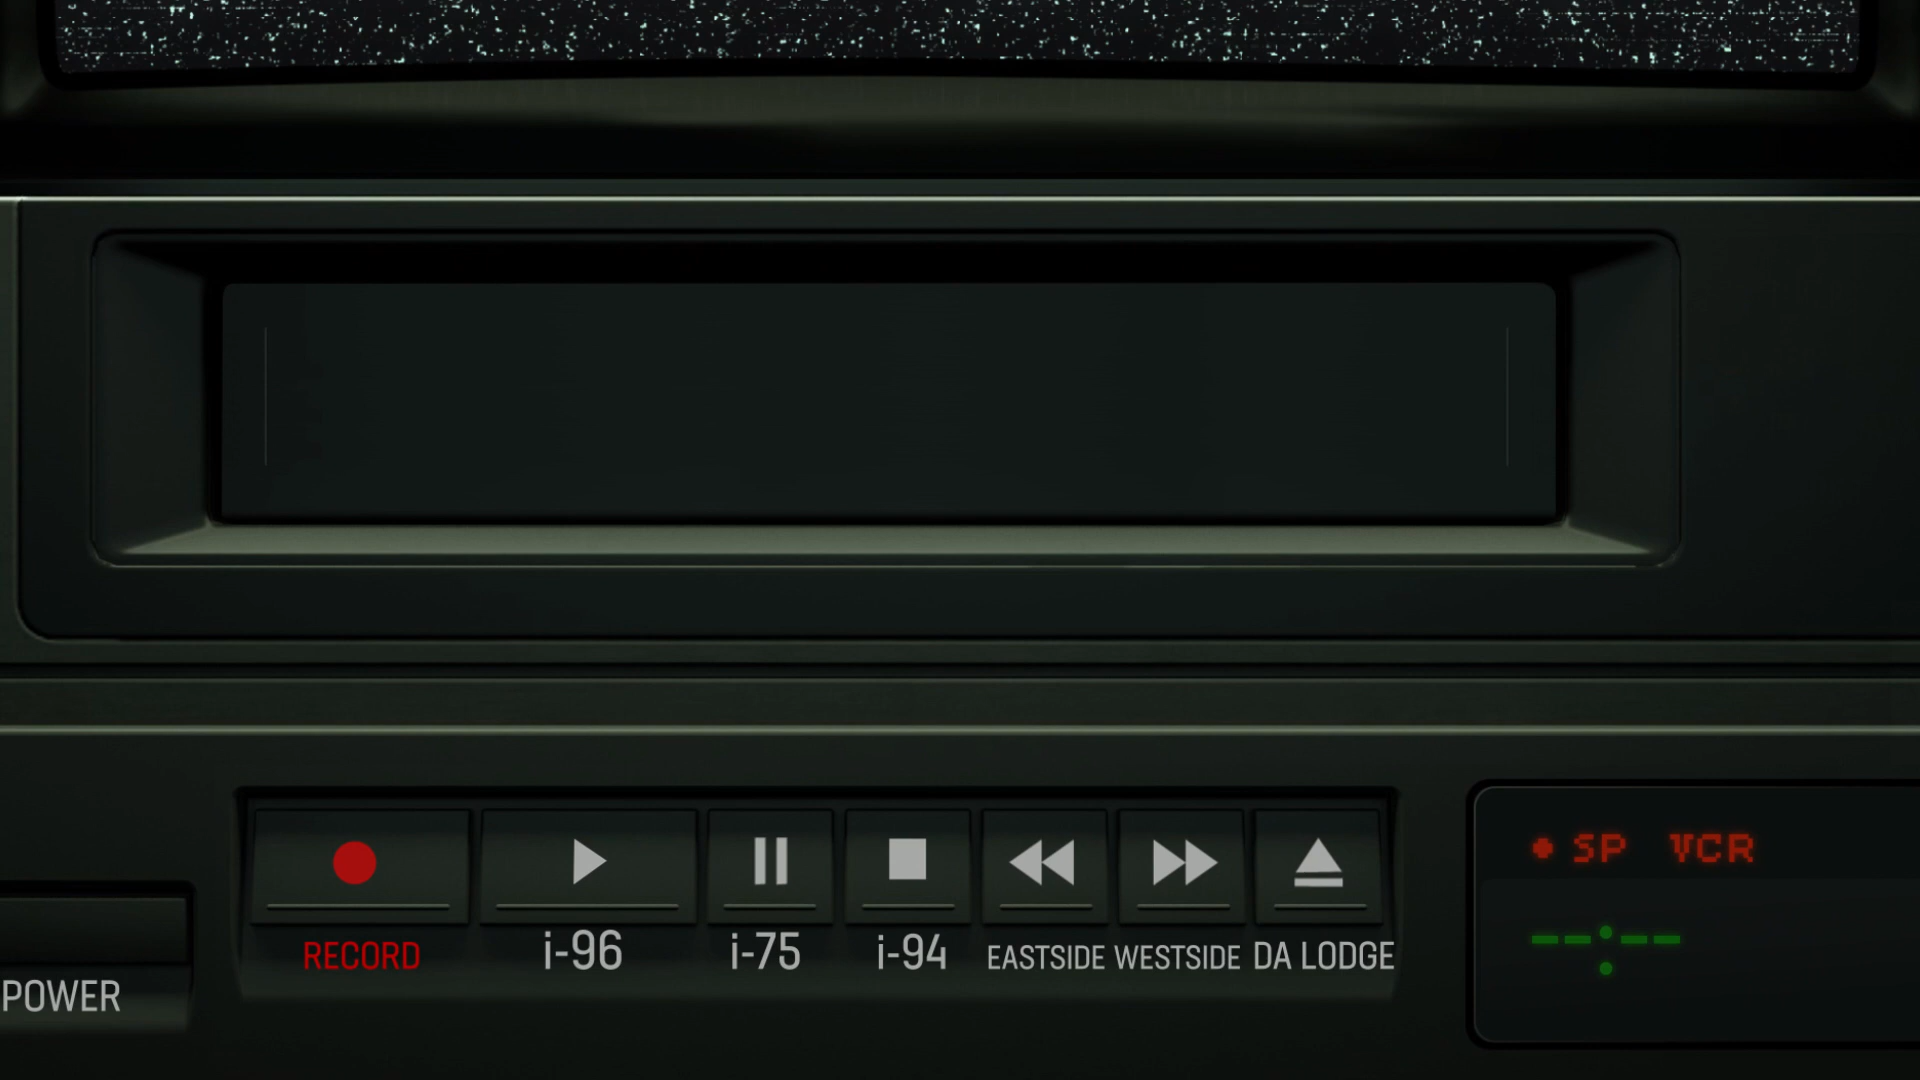 SP VCR
--:--
RECORD i-96 i-75 i-94 EASTSIDE WESTSIDE DA LODGE
POWER